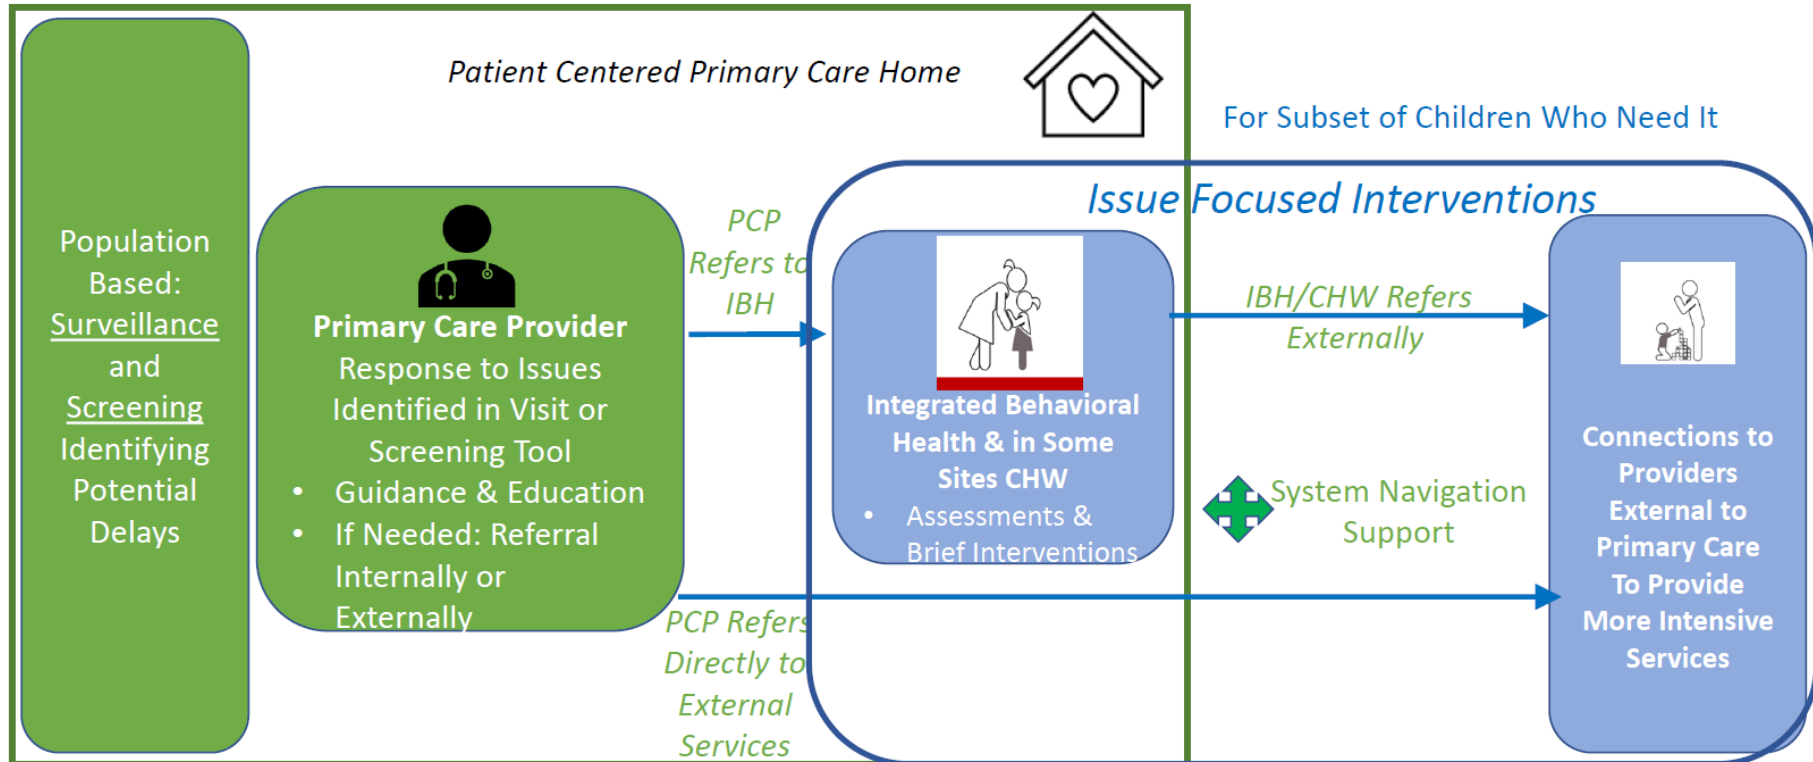 Patient Centered Primary Care Home
For Subset of Children Who Need It
Issue Focused Interventions
Population
Based:
Surveillance
and
Screening
Identifying
Potential
Delays
Primary Care Provider
Response to Issues
Identified in Visit or
Screening Tool
• Guidance & Education
• If Needed: Referral
Internally or
Externally
PCP
Refers to
IBH
PCP Refers
Directly to
External
Services
Integrated Behavioral
Health & in Some
Sites CHW
• Assessments &
Brief Interventions
IBH/CHW Refers
Externally
System Navigation
Support
Connections to
Providers
External to
Primary Care
To Provide
More Intensive
Services